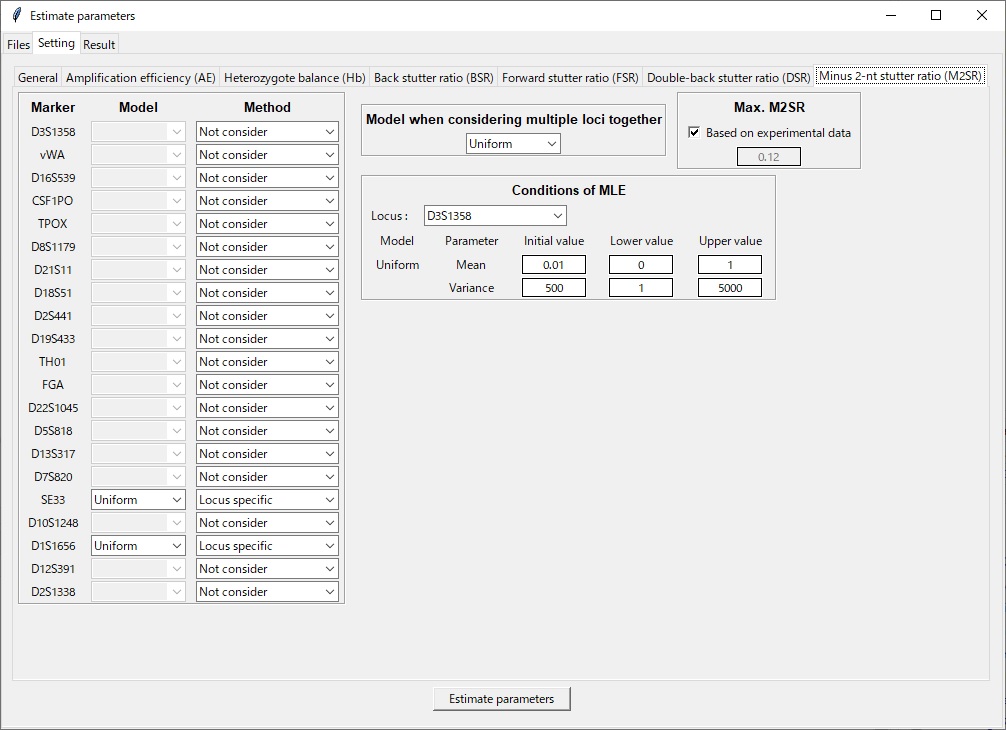 Estimate parameters
Files Setting Result
General Amplification efficiency (AE) Heterozygote balance (Hb) Back stutter ratio (BSR) Forward stutter ratio (FSR) Double-back stutter ratio (DSR) Minus 2-nt stutter ratio (M2SR)
Marker Model Method
D3S1358 Not consider
vWA Not consider
D16S539 Not consider
CSF1PO Not consider
TPOX Not consider
D8S1179 Not consider
D21S11 Not consider
D18S51 Not consider
D2S441 Not consider
D19S433 Not consider
TH01 Not consider
FGA Not consider
D22S1045 Not consider
D5S818 Not consider
D13S317 Not consider
D7S820 Not consider
SE33 Uniform Locus specific
D10S1248 Not consider
D1S1656 Uniform Locus specific
D12S391 Not consider
D2S1338 Not consider
Model when considering multiple loci together
Uniform
Max. M2SR
Based on experimental data
0.12
Conditions of MLE
Locus : D3S1358
Model Parameter Initial value Lower value Upper value
Uniform Mean 0.01 0 1
Variance 500 1 5000
Estimate parameters